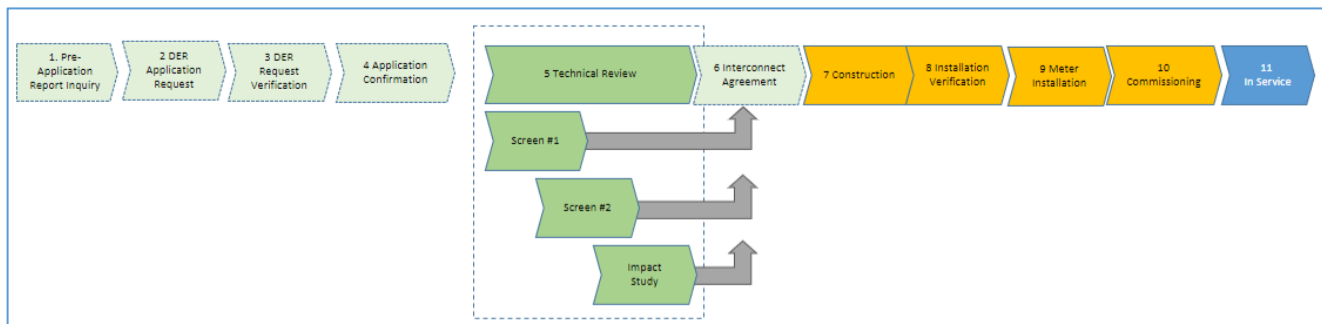 1. Pre-
Application
Report Inquiry
2 DER
Application
Request
3 DER
Request
Verification
4 Application
Confirmation
5 Technical Review
6 Interconnect
Agreement
7 Construction
8 Installation
Verification
9 Meter
Installation
10
Commissioning
11
In Service
Screen #1
Screen #2
Impact
Study